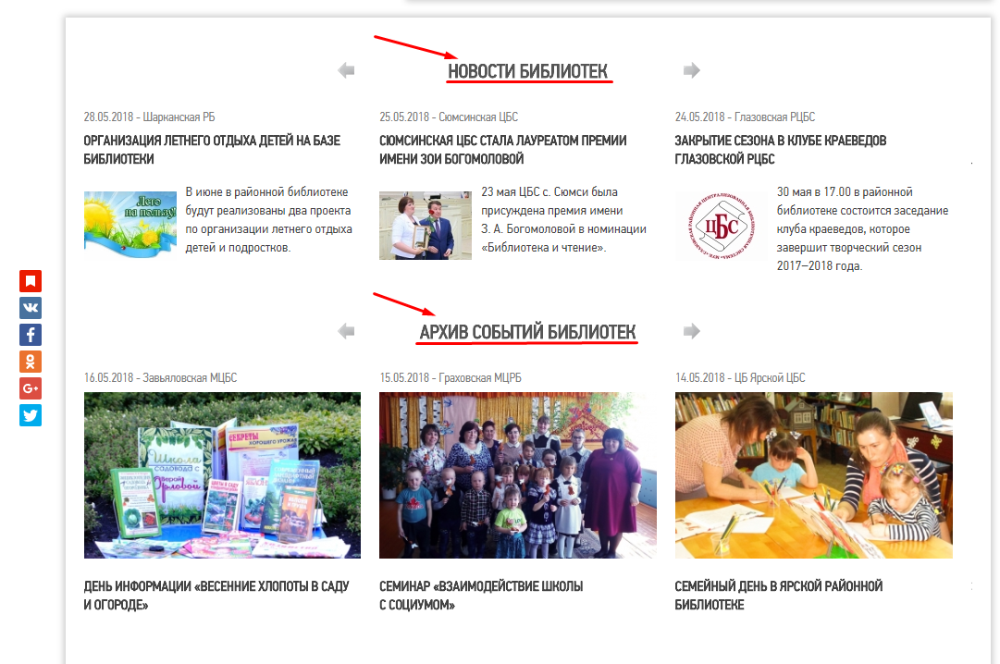 НОВОСТИ БИБЛИОТЕК
28.05.2018 - Шарканская РБ
ОРГАНИЗАЦИЯ ЛЕТНЕГО ОТДЫХА ДЕТЕЙ НА БАЗЕ
БИБЛИОТЕКИ
Лето
на пользу!
В июне в районной библиотеке
будут реализованы два проекта
по организации летнего отдыха
детей и подростков.
25.05.2018 - Сюмсинская ЦБС
СЮМСИНСКАЯ ЦБС СТАЛА ЛАУРЕАТОМ ПРЕМИИ
ИМЕНИ ЗОИ БОГОМОЛОВОЙ
23 мая ЦБС с. Сюмси была
присуждена премия имени
З. А. Богомоловой в номинации
«Библиотека и чтение».
24.05.2018 - Глазовская РЦБС
ЗАКРЫТИЕ СЕЗОНА В КЛУБЕ КРАЕВЕДОВ
ГЛАЗОВСКОЙ РЦБС
ЦБС
30 мая в 17.00 в районной
библиотеке состоится заседание
клуба краеведов, которое
завершит творческий сезон
2017–2018 года.
АРХИВ СОБЫТИЙ БИБЛИОТЕК
16.05.2018 - Завьяловская МЦБС
Школа
садовода с
Верой
Орловой
СЕКРЕТЫ
ХОРОШЕГО УРОЖАЯ
ДЕНЬ ИНФОРМАЦИИ «ВЕСЕННИЕ ХЛОПОТЫ В САДУ
И ОГОРОДЕ»
15.05.2018 - Граховская МЦРБ
СЕМИНАР «ВЗАИМОДЕЙСТВИЕ ШКОЛЫ
С СОЦИУМОМ»
14.05.2018 - ЦБ Ярской ЦБС
СЕМЕЙНЫЙ ДЕНЬ В ЯРСКОЙ РАЙОННОЙ
БИБЛИОТЕКЕ